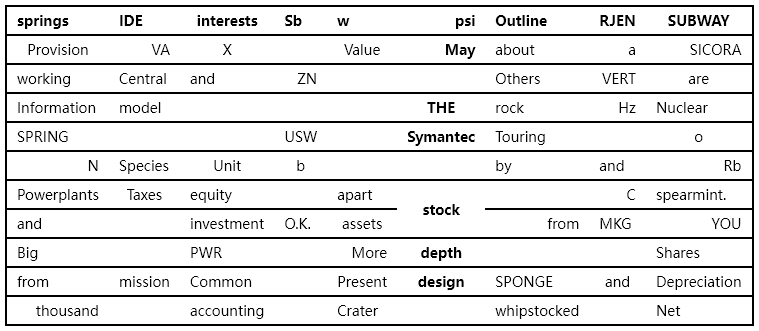 springs IDE interests Sb w psi Outline RJEN SUBWAY
Provision VA X Value May about a SICORA
working Central and ZN Others VERT are
Information model THE rock Hz Nuclear
SPRING USW Symantec Touring o
N Species Unit b by and Rb
Powerplants Taxes equity apart stock C spearmint.
and investment O.K. assets from MKG YOU
Big PWR More depth Shares
from mission Common Present design SPONGE and Depreciation
thousand accounting Crater whipstocked Net